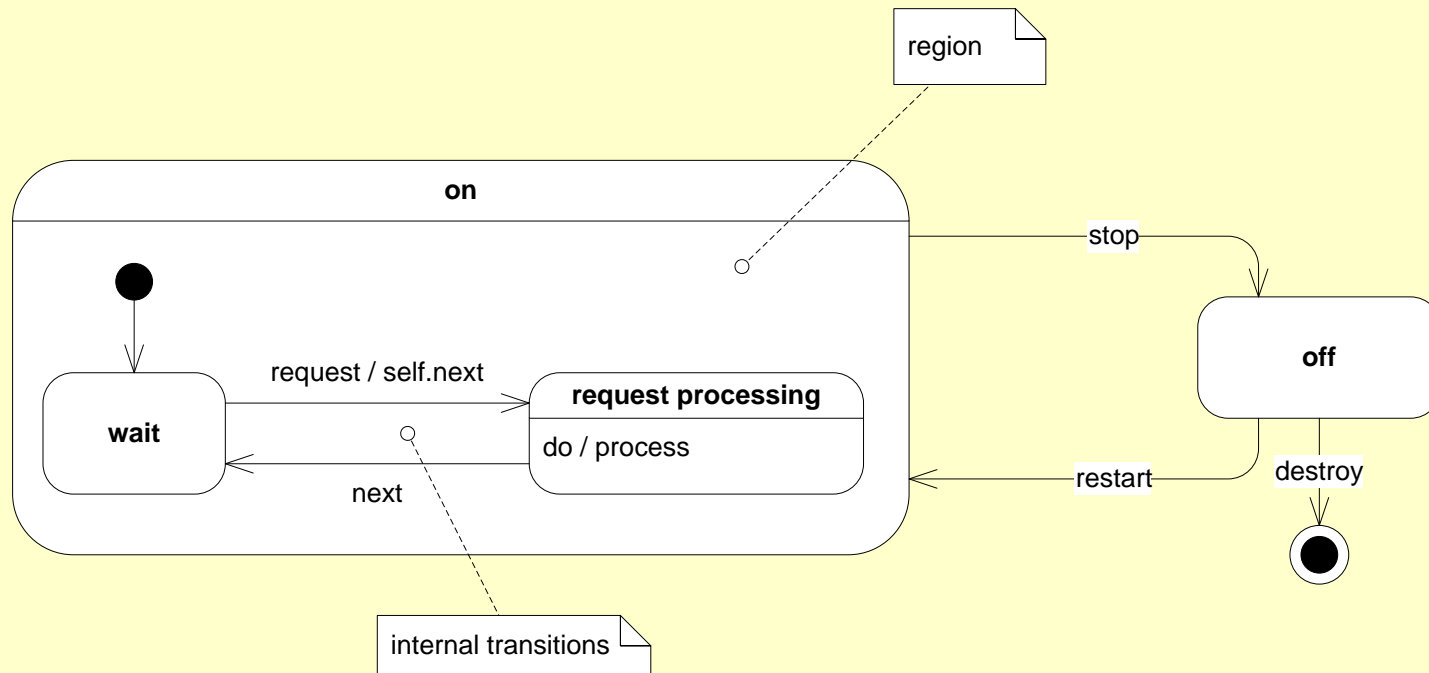 region
on
stop
request / self.next
request processing
off
wait
do / process
next
restart
destroy
internal transitions